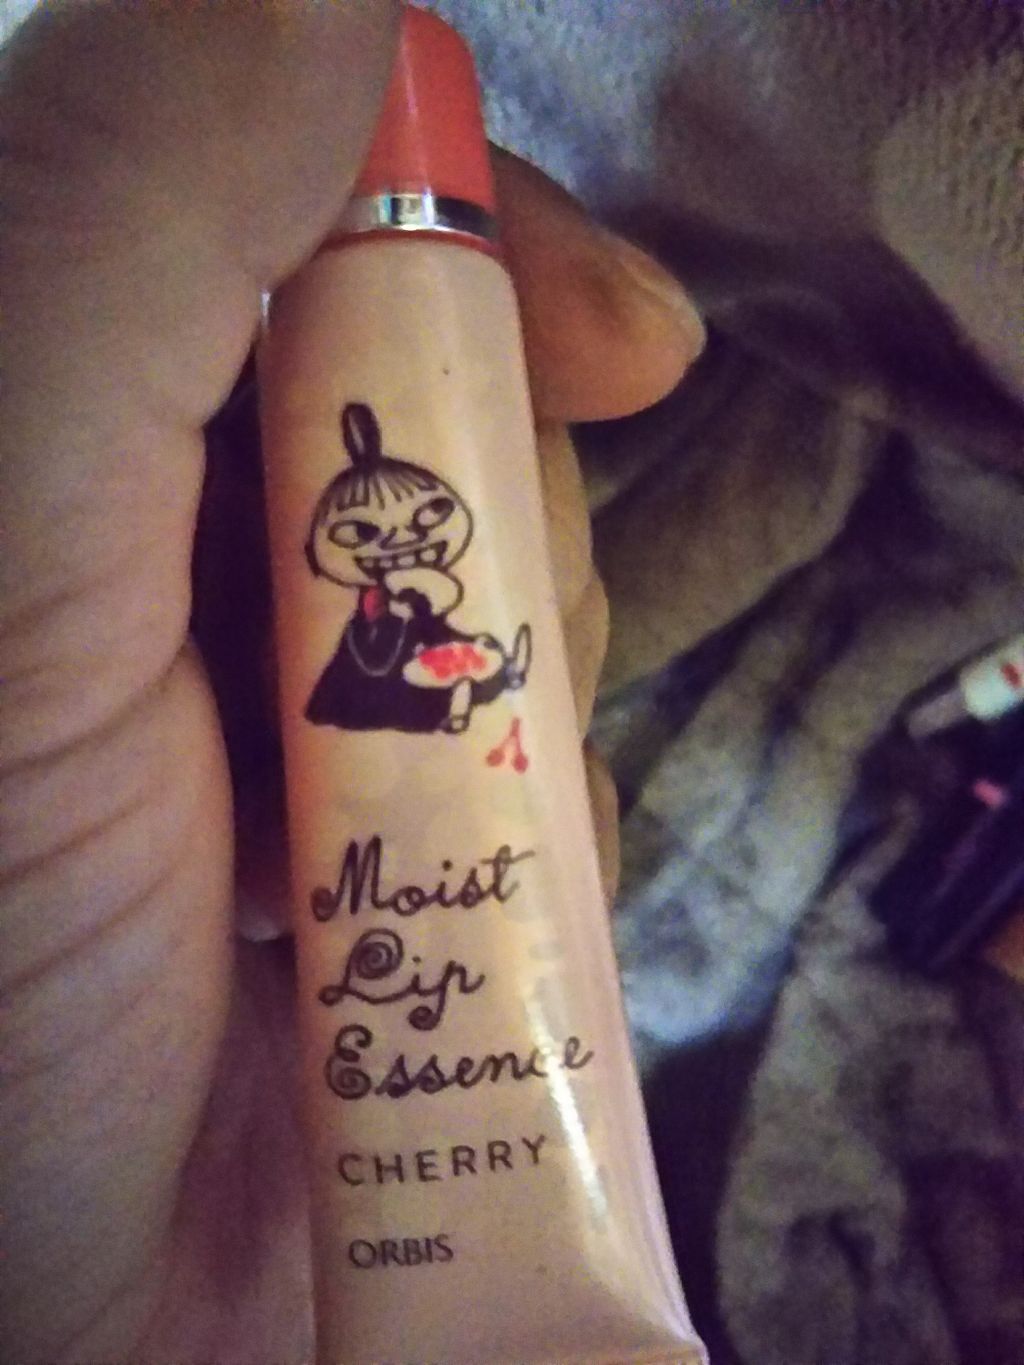 Moist
Lip
Essence
CHERRY
ORBIS